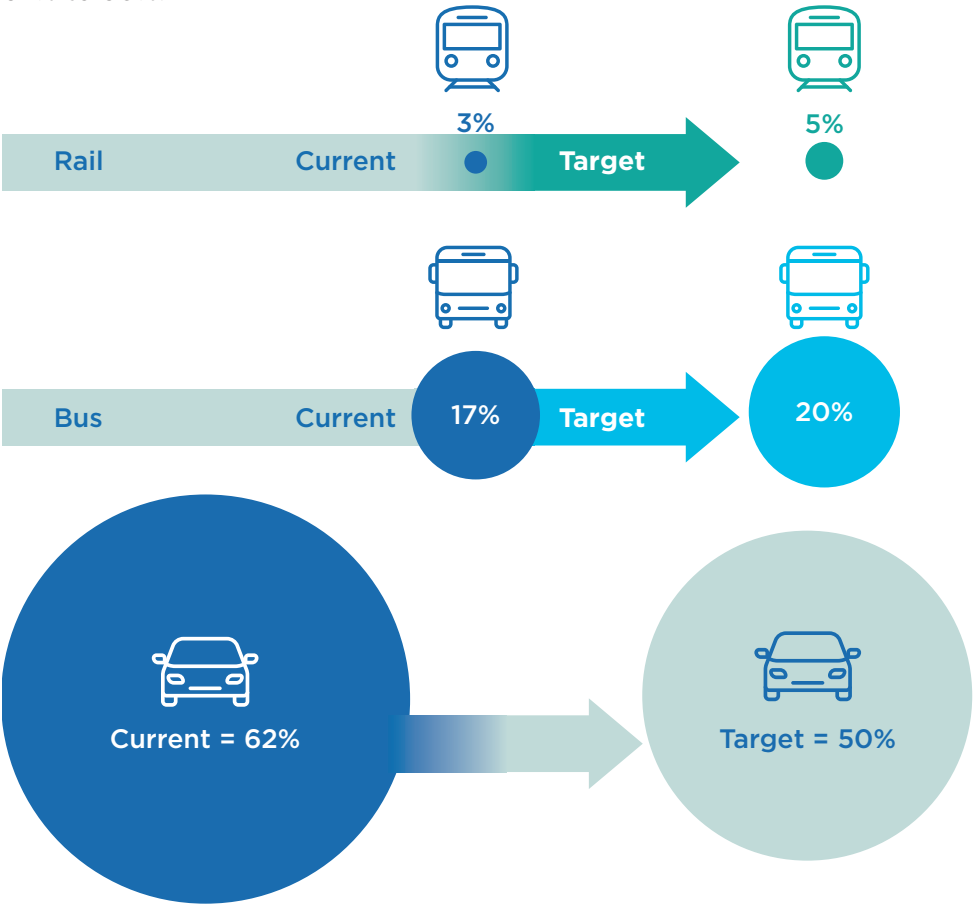 3%
5%
Rail Current Target
Bus Current 17% Target 20%
Current = 62%
Target = 50%